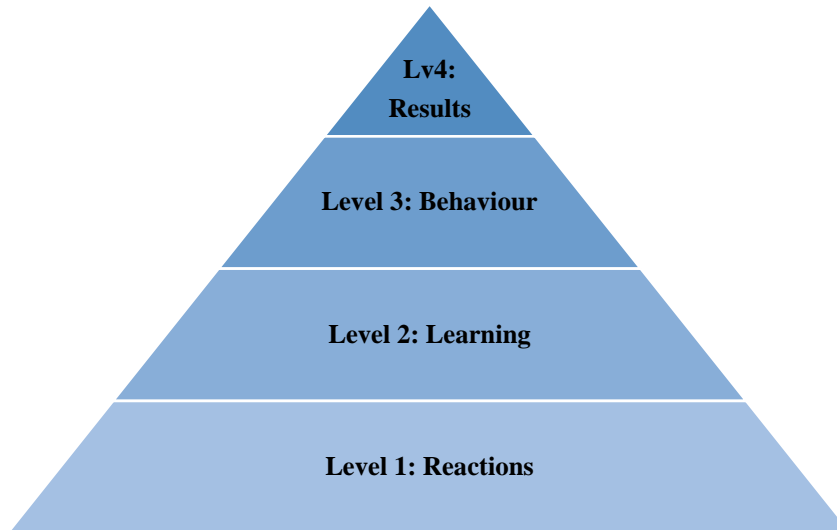 Lv4:
Results
Level 3: Behaviour
Level 2: Learning
Level 1: Reactions